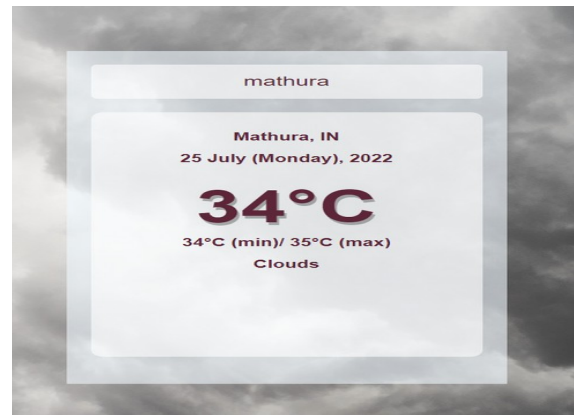 mathura
Mathura, IN
25 July (Monday), 2022
34°C
34°C (min)/ 35°C (max)
Clouds